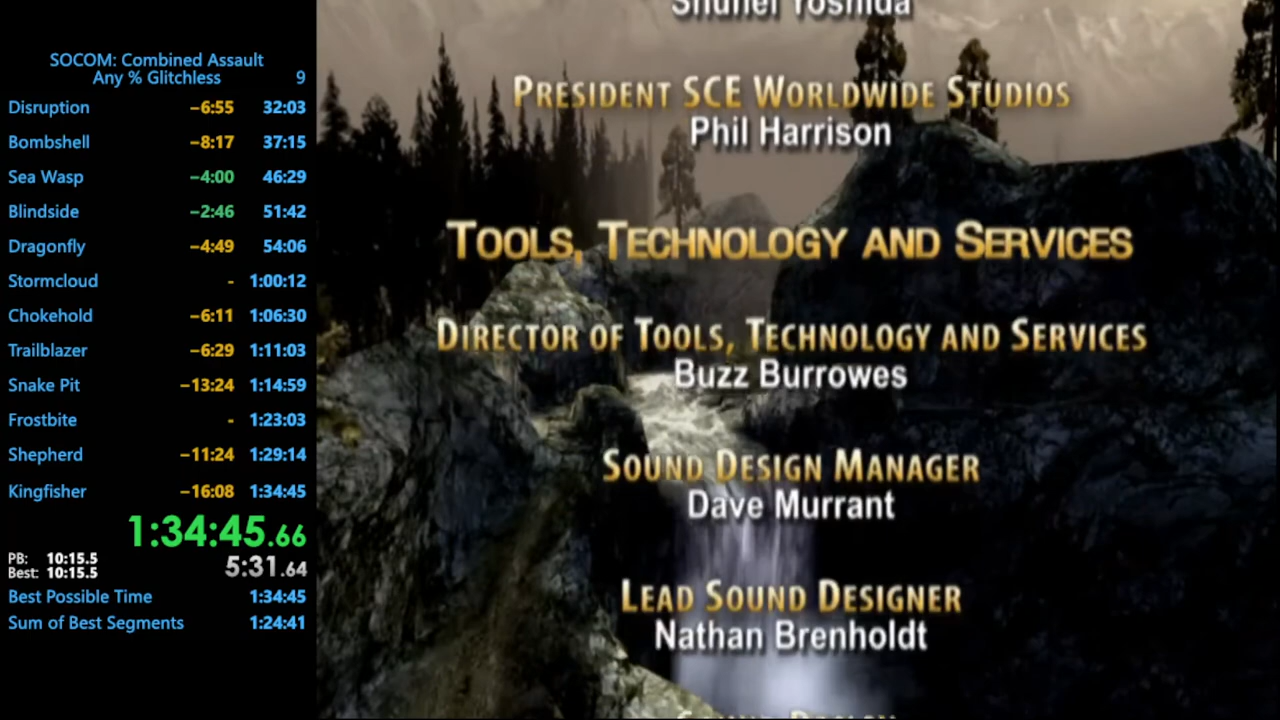 SOCOM: Combined Assault
Any % Glitchless 9
Disruption −6:55 32:03
Bombshell −8:17 37:15
Sea Wasp −4:00 46:29
Blindside −2:46 51:42
Dragonfly −4:49 54:06
Stormcloud - 1:00:12
Chokehold −6:11 1:06:30
Trailblazer −6:29 1:11:03
Snake Pit −13:24 1:14:59
Frostbite - 1:23:03
Shepherd −11:24 1:29:14
Kingfisher −16:08 1:34:45
1:34:45.66
PB: 10:15.5
Best: 10:15.5
5:31.64
Best Possible Time 1:34:45
Sum of Best Segments 1:24:41
Shuhei Yoshida
PRESIDENT SCE WORLDWIDE STUDIOS
Phil Harrison
TOOLS, TECHNOLOGY AND SERVICES
DIRECTOR OF TOOLS, TECHNOLOGY AND SERVICES
Buzz Burrowes
SOUND DESIGN MANAGER
Dave Murrant
LEAD SOUND DESIGNER
Nathan Brenholdt